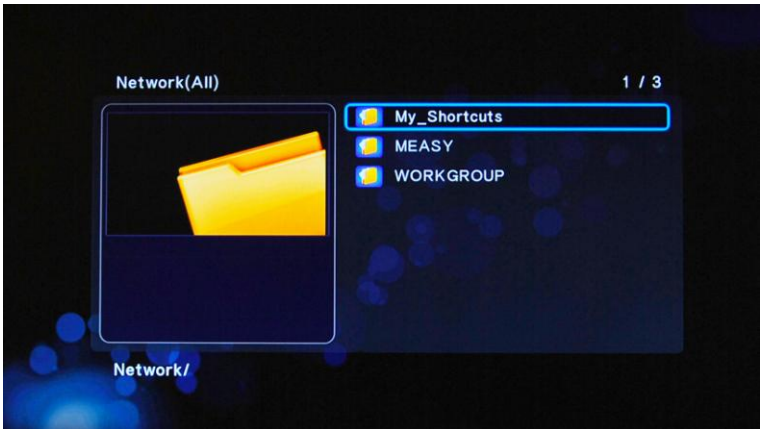 Network(All)
1 / 3
My_Shortcuts
MEASY
WORKGROUP
Network/